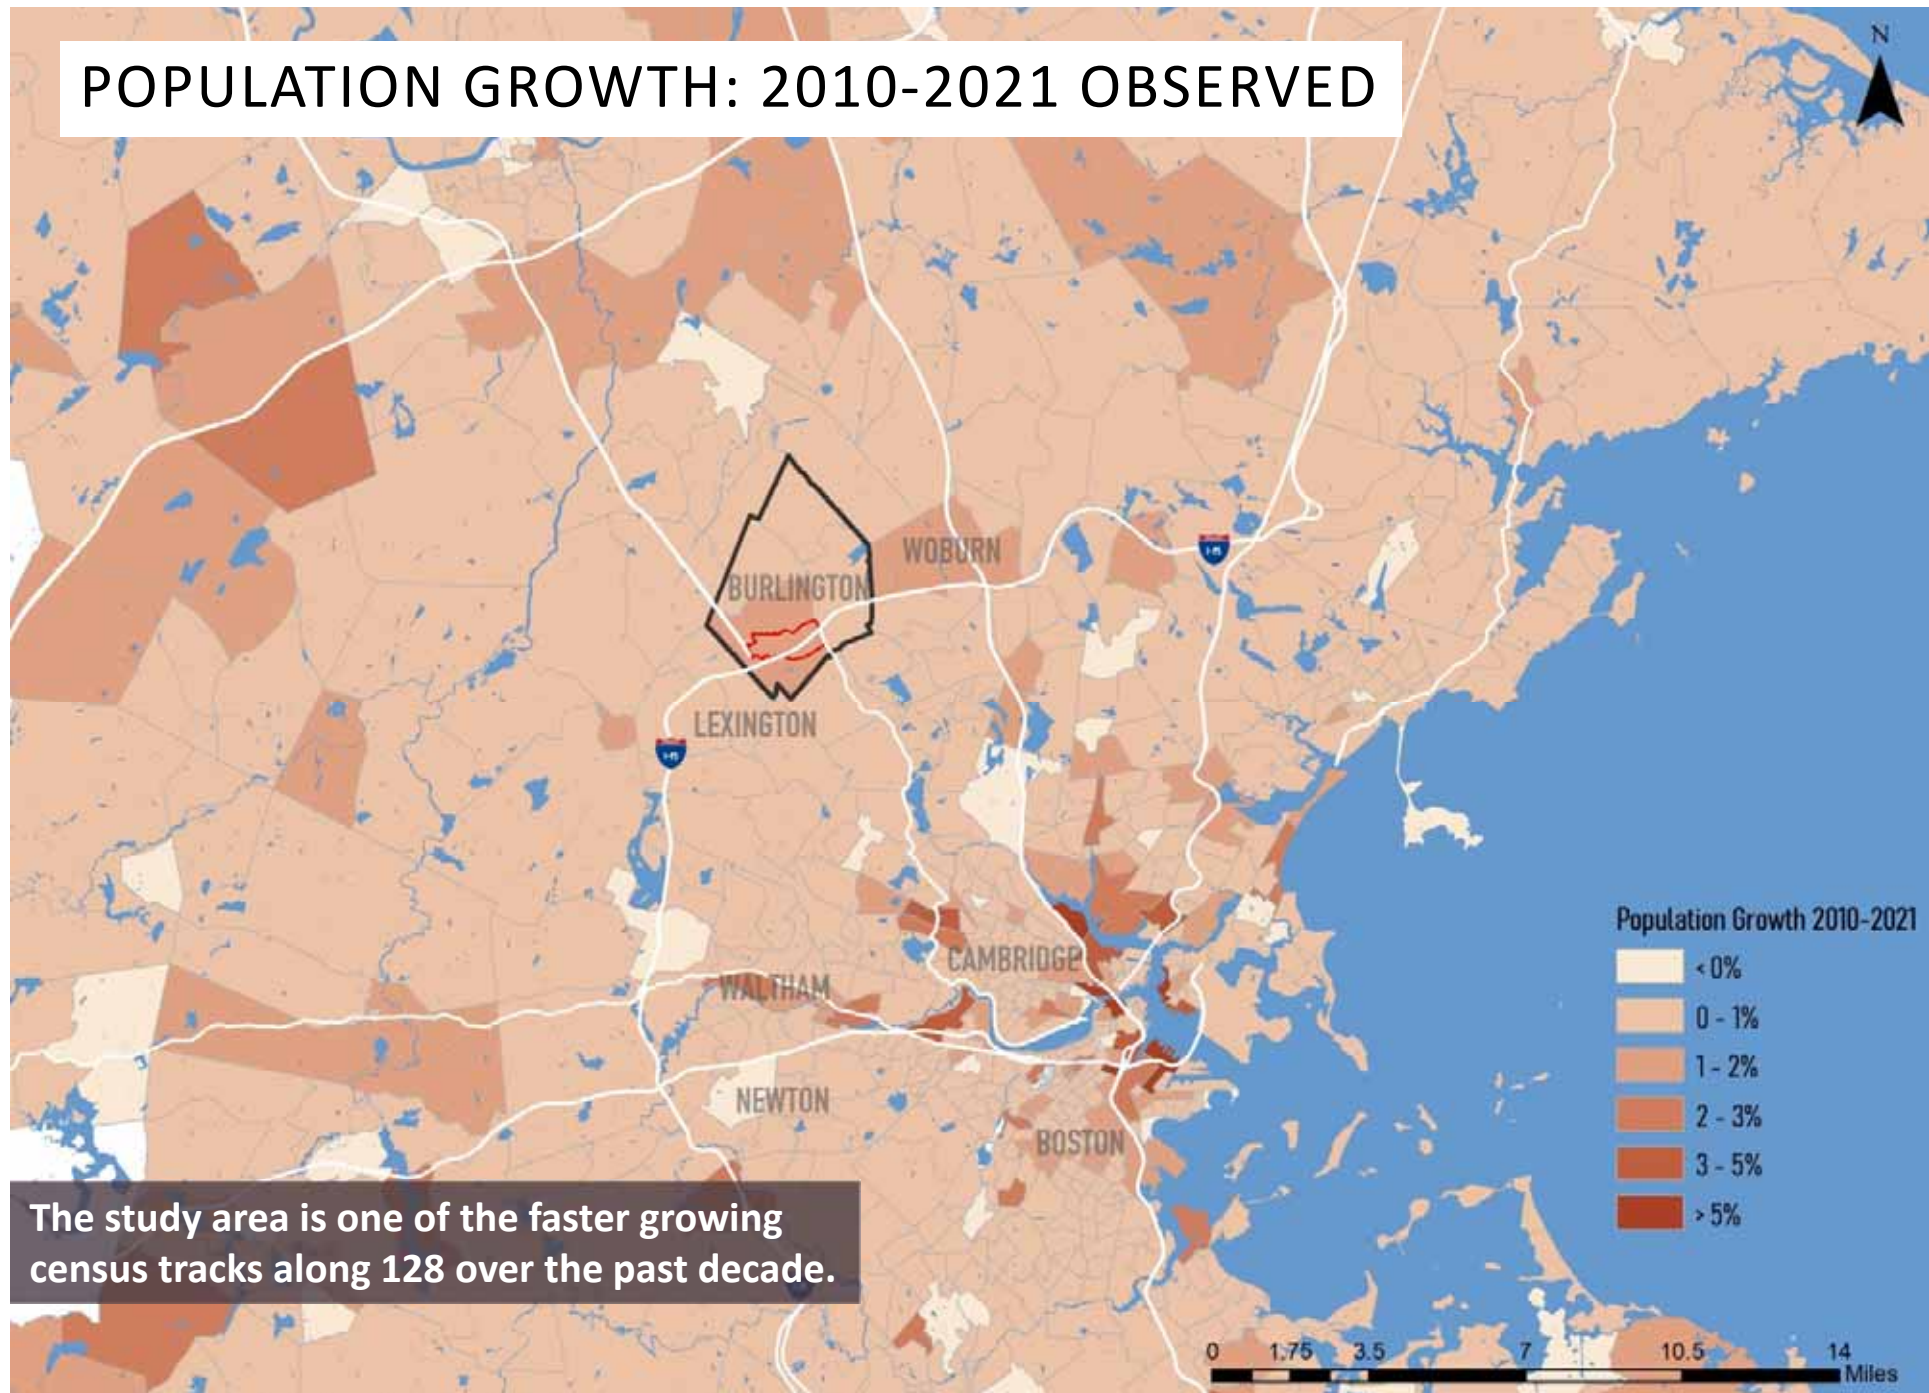 POPULATION GROWTH: 2010-2021 OBSERVED
N
WOBURN
BURLINGTON
LEXINGTON
CAMBRIDGE
WALTHAM
NEWTON
BOSTON
Population Growth 2010-2021
< 0%
0 - 1%
1 - 2%
2 - 3%
3 - 5%
> 5%
The study area is one of the faster growing
census tracks along 128 over the past decade.
0 1.75 3.5 7 10.5 14
Miles